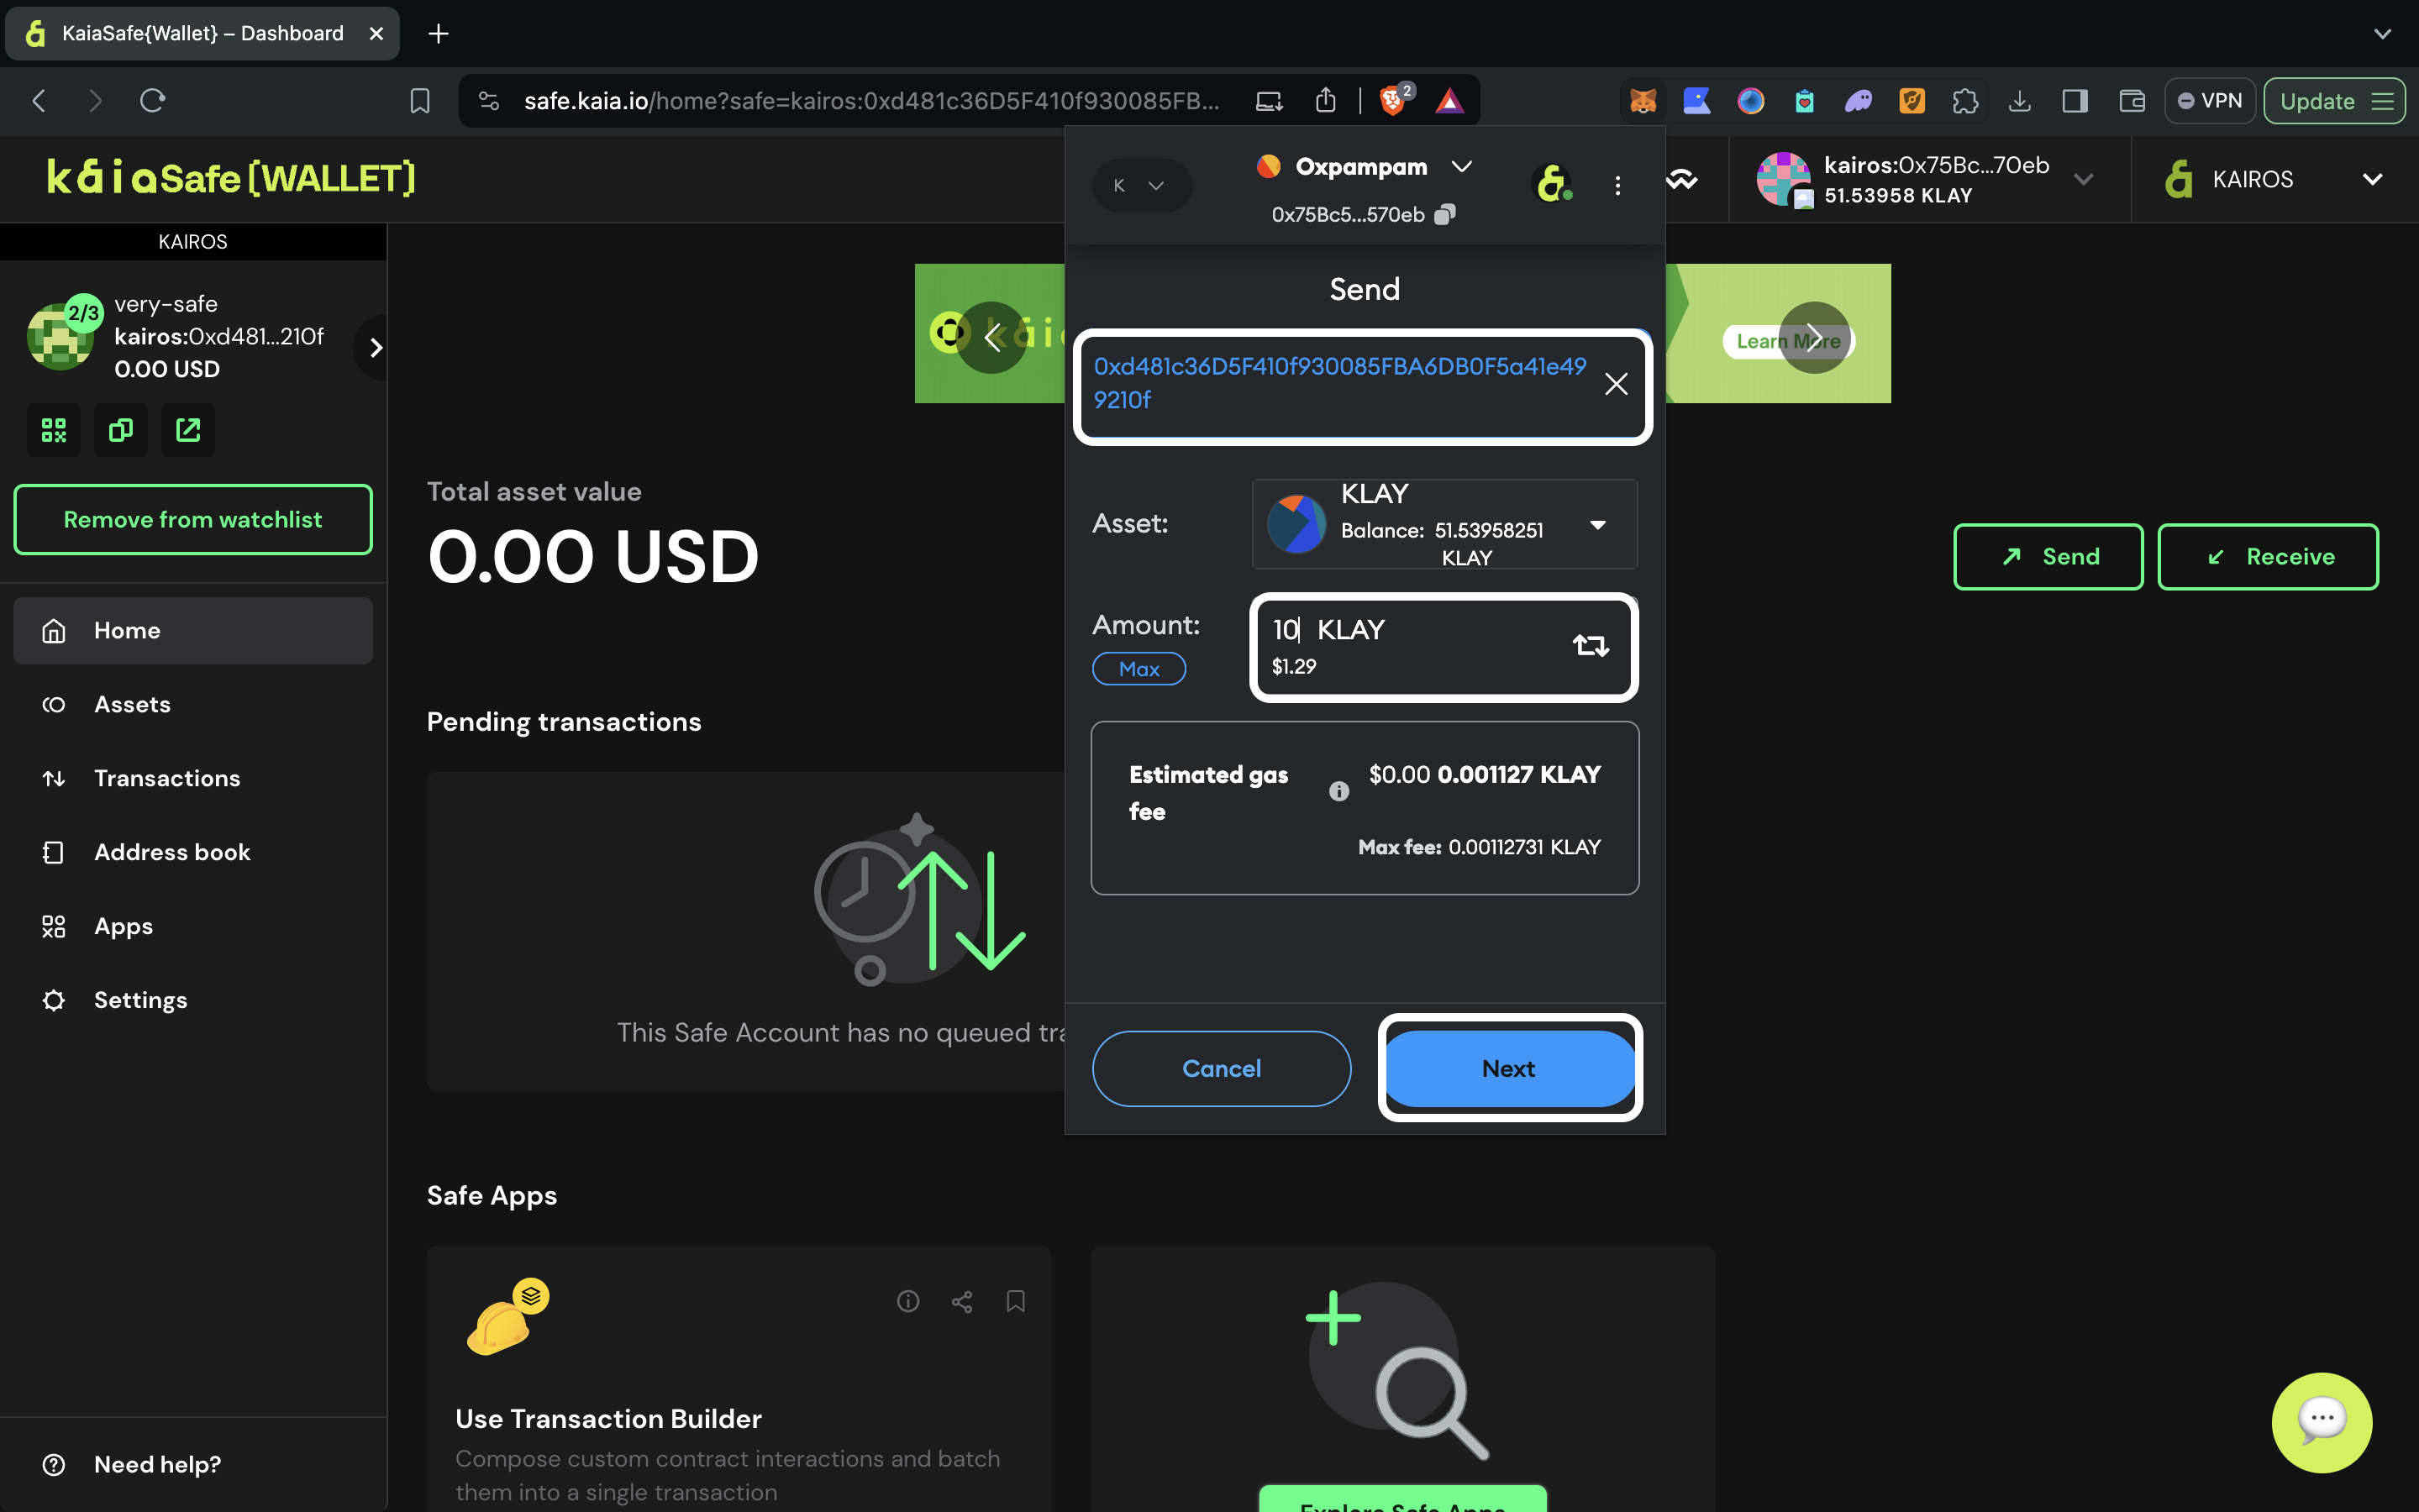 KaiaSafe{Wallet} – Dashboard
safe.kaia.io/home?safe=kairos:0xd481c36D5F410f930085FB...
2
VPN
Update
kaiaSafe[WALLET]
K
Oxpampam
0x75Bc5...570eb
kairos:0x75Bc...70eb
51.53958 KLAY
KAIROS
KAIROS
2/3
very-safe
kairos:0xd481...210f
0.00 USD
Remove from watchlist
Home
Assets
Transactions
Address book
Apps
Settings
Need help?
kaia
Learn More
Total asset value
0.00 USD
Send
Receive
Pending transactions
This Safe Account has no queued tra
Send
0xd481c36D5F410f930085FBA6DB0F5a41e49
9210f
Asset:
KLAY
Balance: 51.53958251
KLAY
Amount:
Max
10 KLAY
$1.29
Estimated gas
fee
$0.00 0.001127 KLAY
Max fee: 0.00112731 KLAY
Cancel
Next
Safe Apps
Use Transaction Builder
Compose custom contract interactions and batch
them into a single transaction
Explore Safe Apps